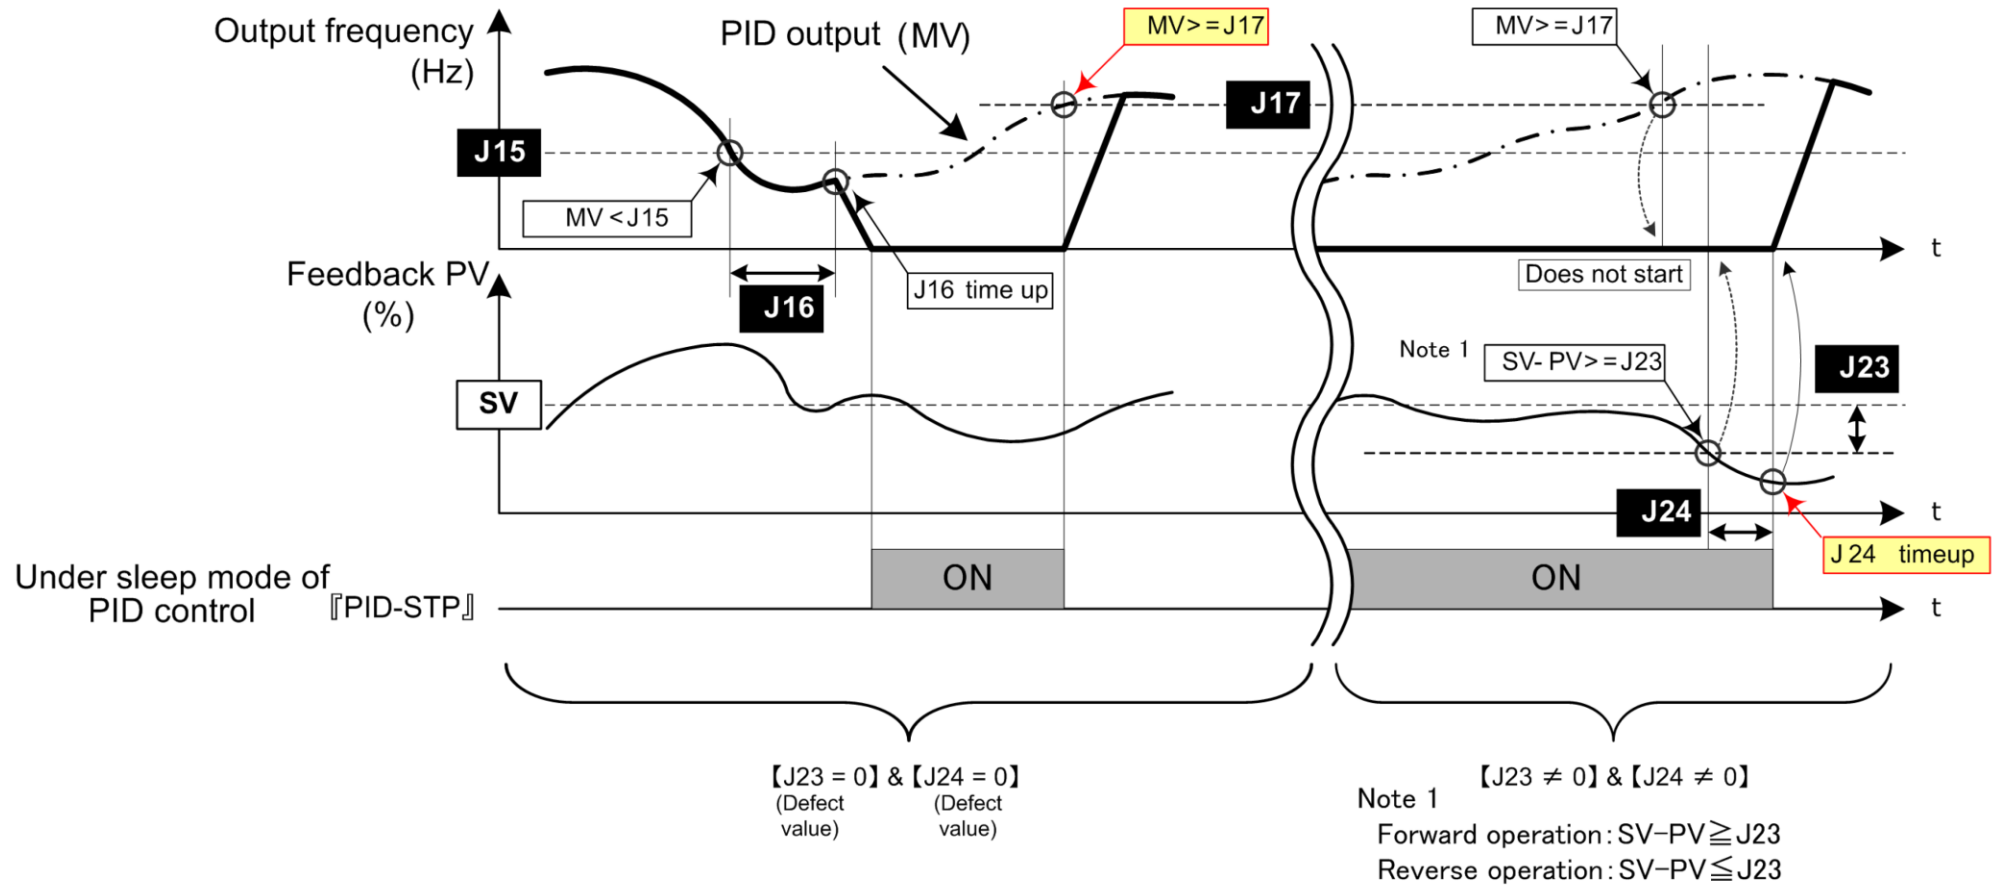 Output frequency
(Hz)
PID output (MV)
MV>=J17
MV>=J17
J17
J15
MV<J15
t
Feedback PV
(%)
J16
J16 time up
Does not start
Note 1
SV- PV>=J23
J23
SV
J24
t
J 24 timeup
Under sleep mode of
PID control
『PID-STP』
ON
ON
t
【J23 = 0】 & 【J24 = 0】
(Defect
value)
(Defect
value)
【J23 ≠ 0】 & 【J24 ≠ 0】
Note 1
Forward operation:SV-PV≧J23
Reverse operation:SV-PV≦J23